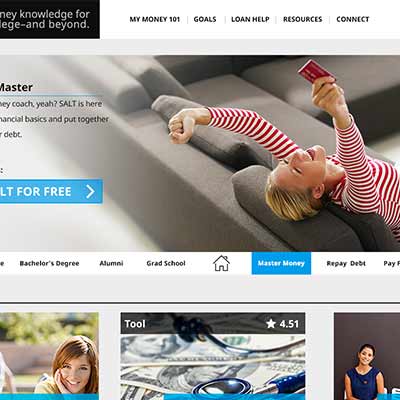 ney knowledge for
lege–and beyond.
MY MONEY 101 | GOALS | LOAN HELP | RESOURCES | CONNECT
Master
ney coach, yeah? SALT is here
nancial basics and put together
r debt.
:
LT FOR FREE
e Bachelor's Degree Alumni Grad School Master Money Repay Debt Pay F
Tool 4.51